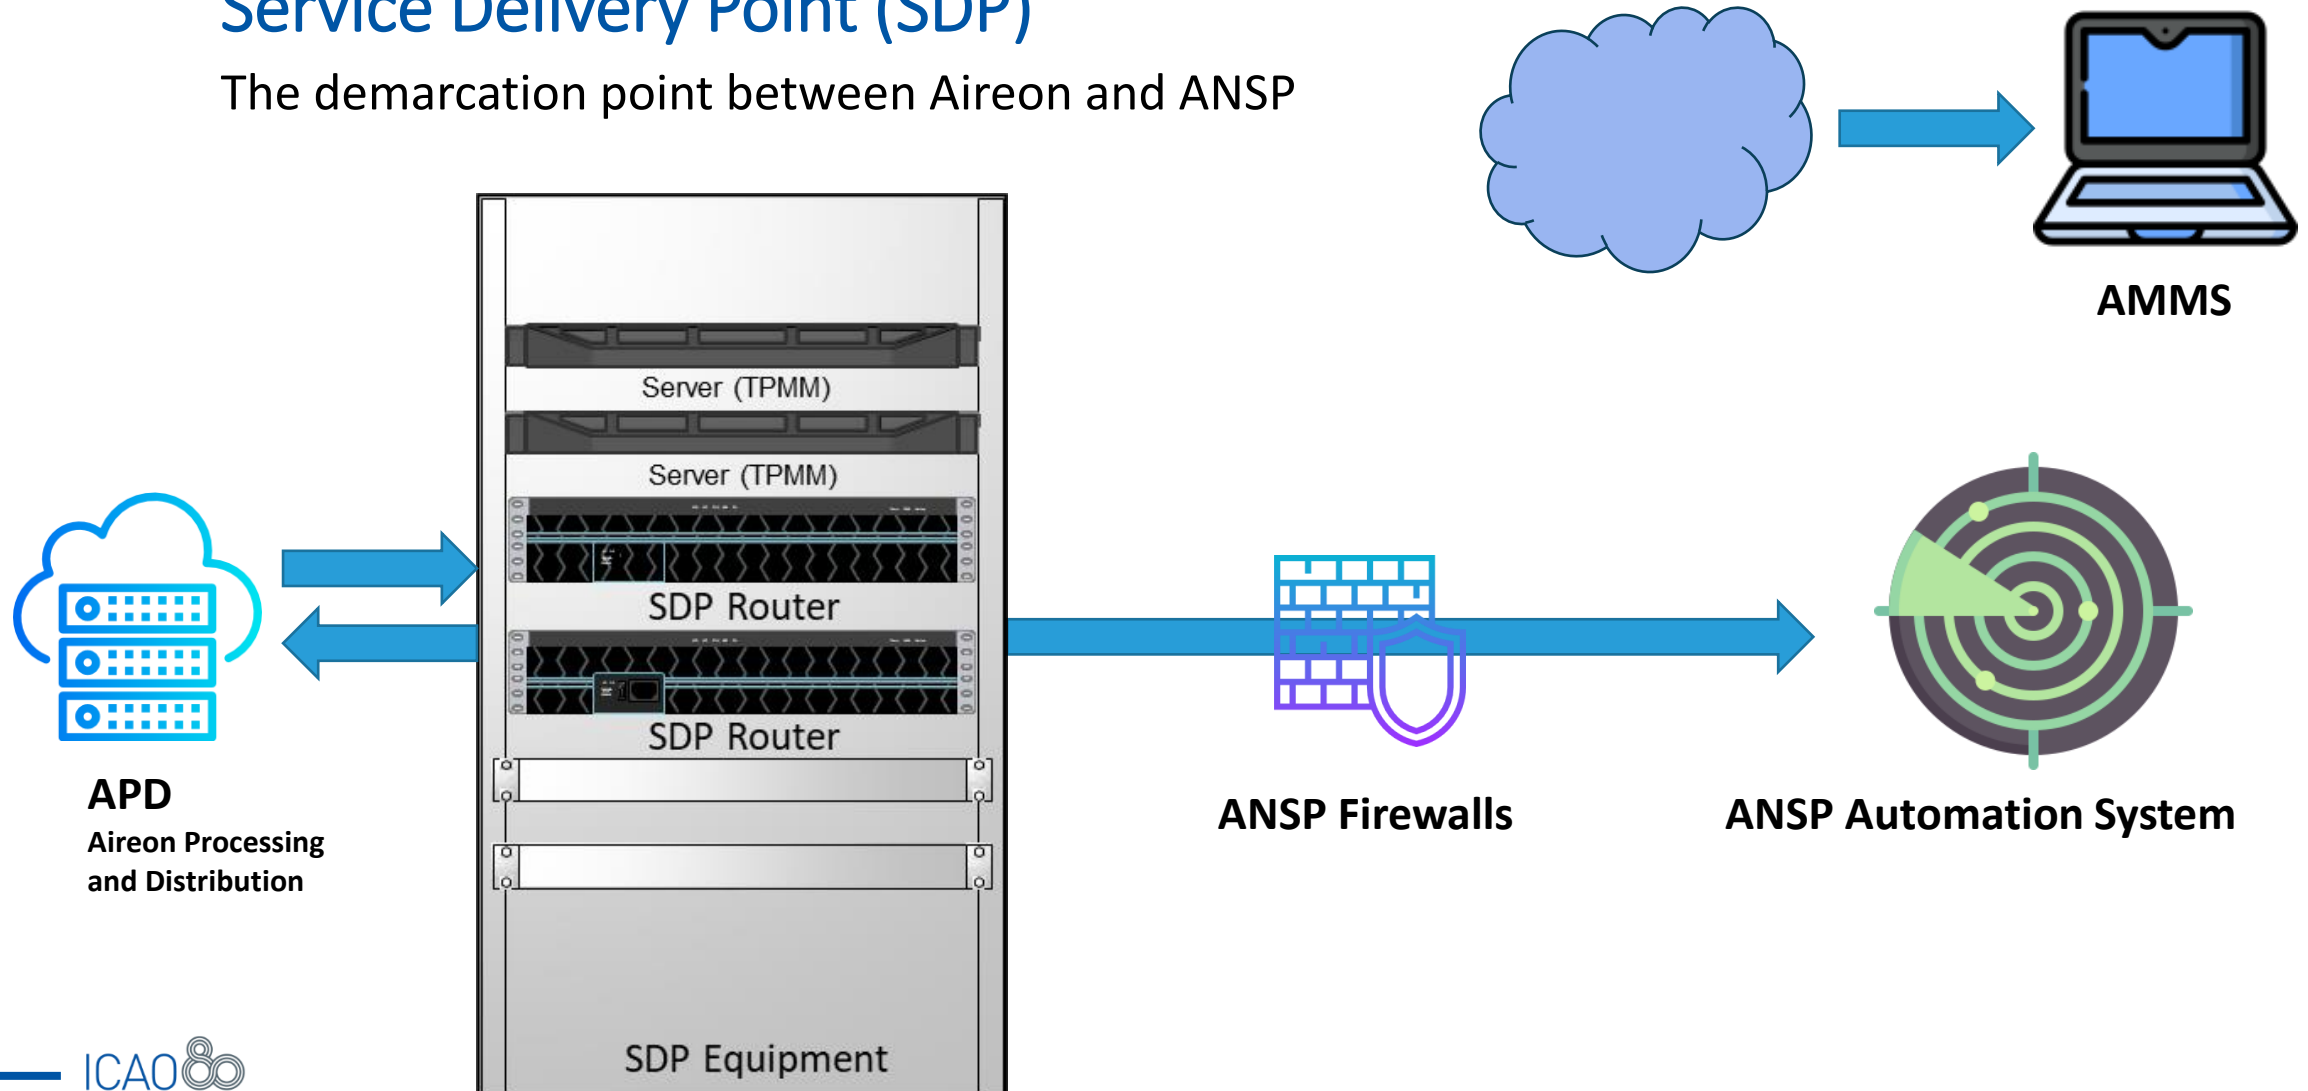 Service Delivery Point (SDP)
The demarcation point between Aireon and ANSP
AMMS
Server (TPMM)
Server (TPMM)
SDP Router
SDP Router
APD
Aireon Processing
and Distribution
ANSP Firewalls
ANSP Automation System
SDP Equipment
ICAO 80